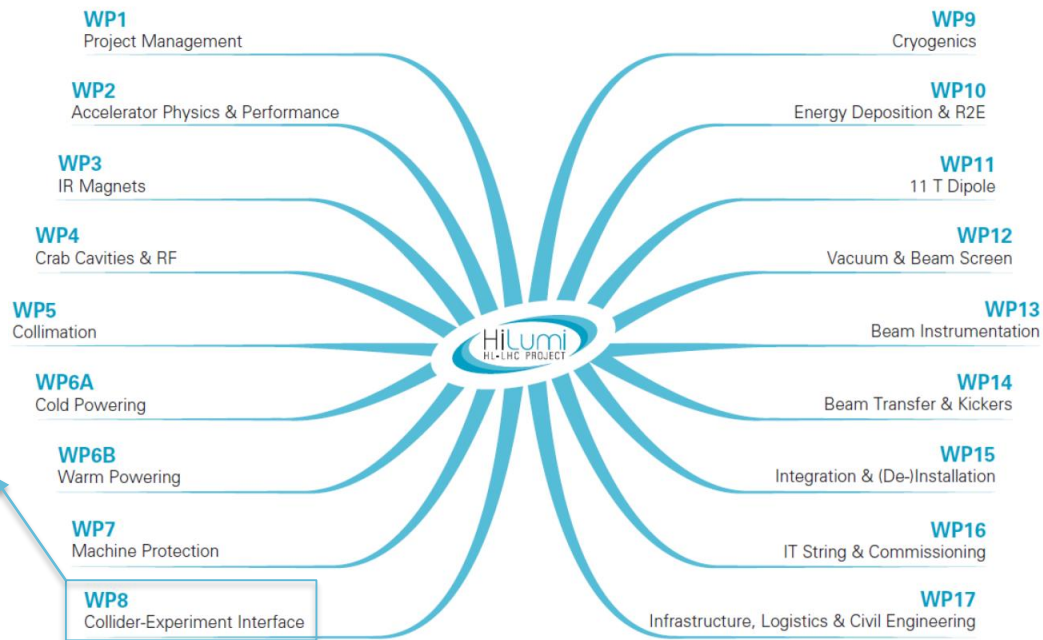 WP1
Project Management
WP2
Accelerator Physics & Performance
WP3
IR Magnets
WP4
Crab Cavities & RF
WP5
Collimation
WP6A
Cold Powering
WP6B
Warm Powering
WP7
Machine Protection
WP8
Collider-Experiment Interface
HiLumi
HL-LHC PROJECT
WP9
Cryogenics
WP10
Energy Deposition & R2E
WP11
11 T Dipole
WP12
Vacuum & Beam Screen
WP13
Beam Instrumentation
WP14
Beam Transfer & Kickers
WP15
Integration & (De-)Installation
WP16
IT String & Commissioning
WP17
Infrastructure, Logistics & Civil Engineering